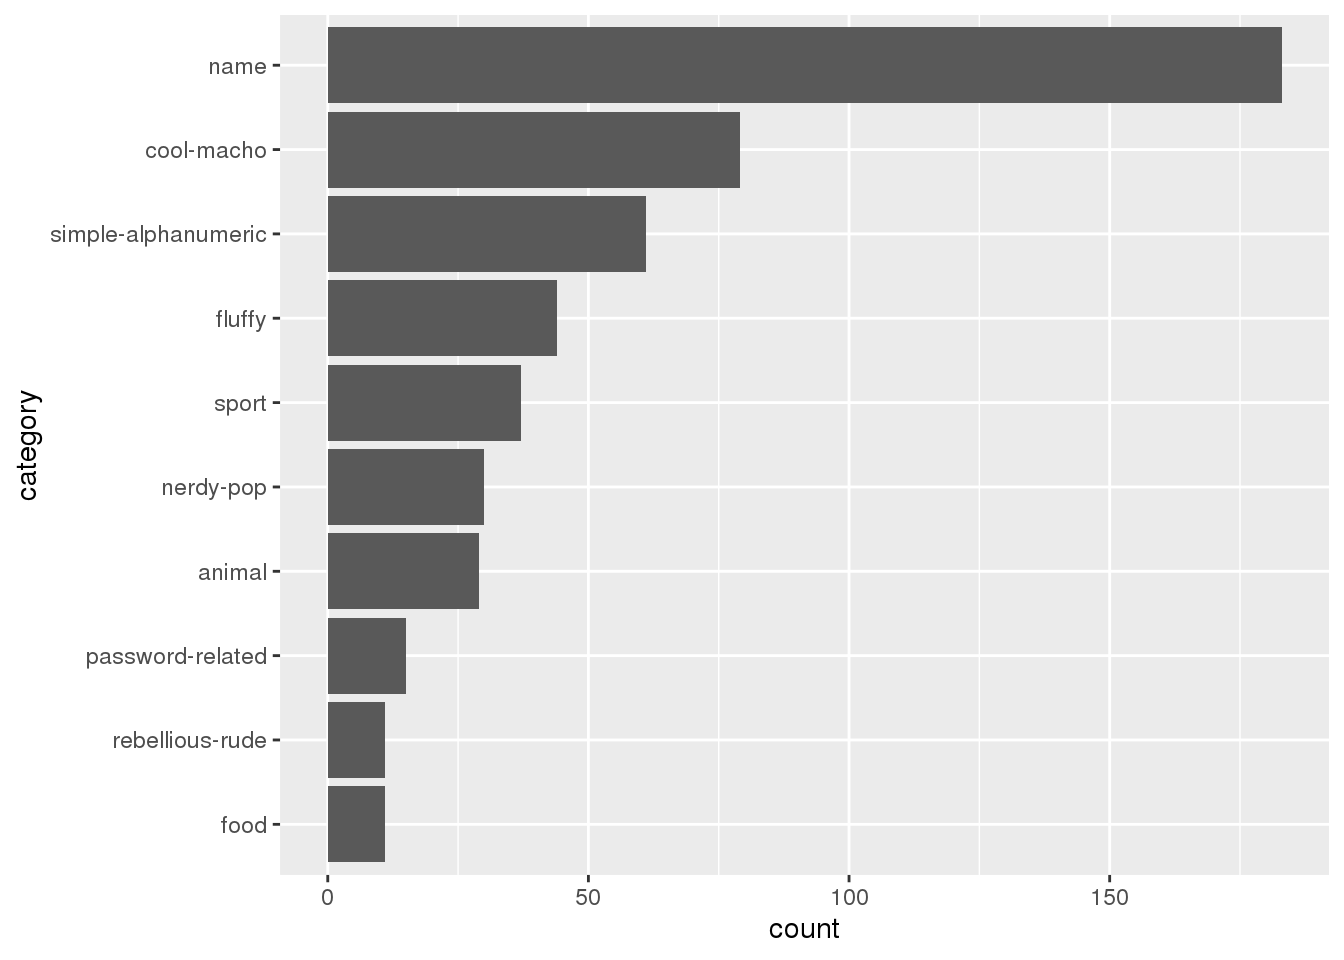 name
cool-macho
simple-alphanumeric
fluffy
sport
nerdy-pop
animal
password-related
rebellious-rude
food
category
0 50 100 150
count